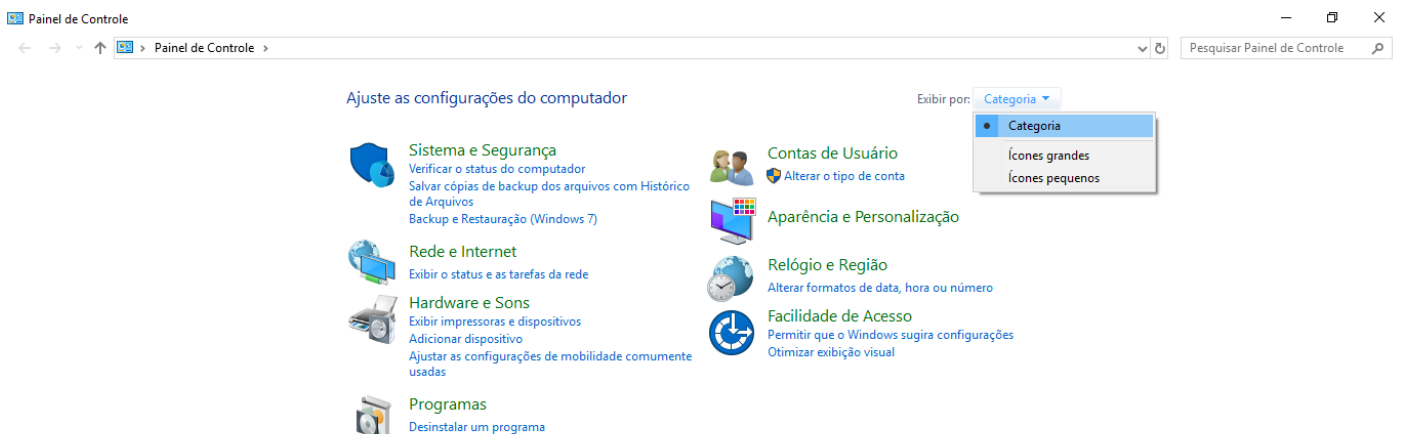 Painel de Controle
Painel de Controle
Pesquisar Painel de Controle
Ajuste as configurações do computador
Exibir por: Categoria
Categoria
Ícones grandes
Ícones pequenos
Sistema e Segurança
Verificar o status do computador
Salvar cópias de backup dos arquivos com Histórico
de Arquivos
Backup e Restauração (Windows 7)
Rede e Internet
Exibir o status e as tarefas da rede
Hardware e Sons
Exibir impressoras e dispositivos
Adicionar dispositivo
Ajustar as configurações de mobilidade comumente
usadas
Programas
Desinstalar um programa
Contas de Usuário
Alterar o tipo de conta
Aparência e Personalização
Relógio e Região
Alterar formatos de data, hora ou número
Facilidade de Acesso
Permitir que o Windows sugira configurações
Otimizar exibição visual